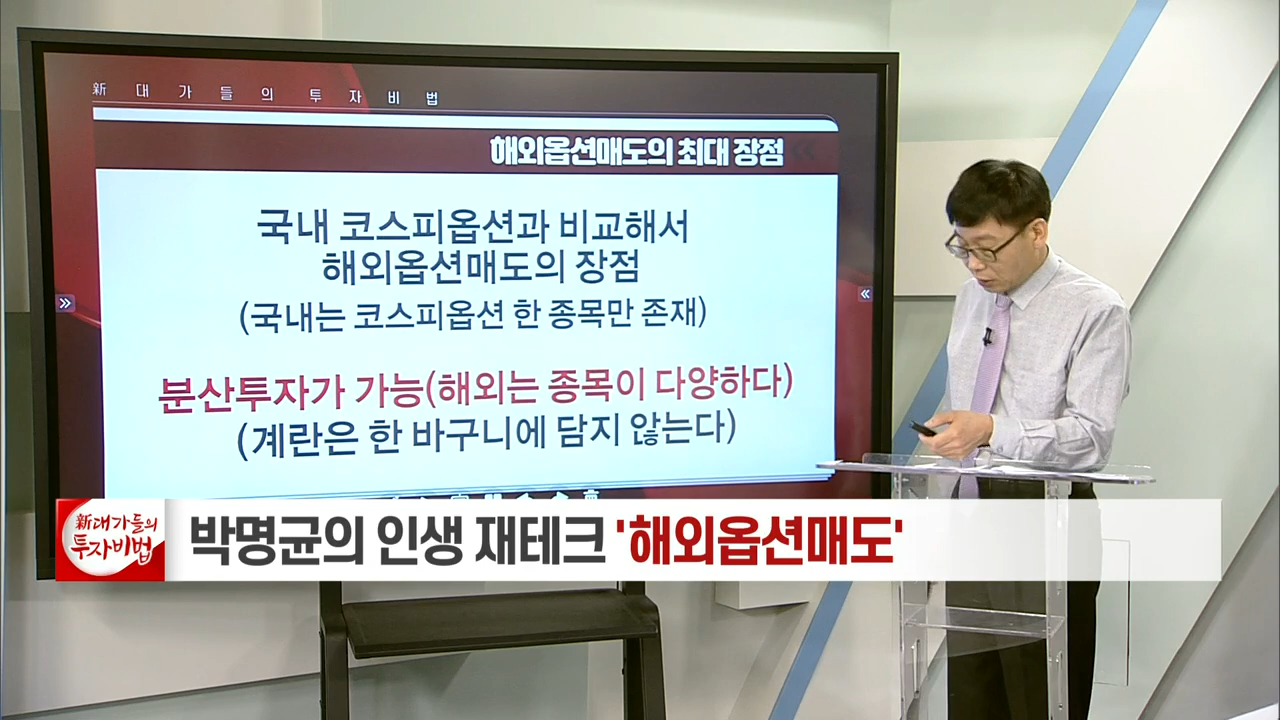 新 대가들의 투자비법
해외옵션매도의 최대 장점
국내 코스피옵션과 비교해서
해외옵션매도의 장점
(국내는 코스피옵션 한 종목만 존재)
분산투자가 가능(해외는 종목이 다양하다)
(계란은 한 바구니에 담지 않는다)
新대가들의
투자비법
박명균의 인생 재테크 '해외옵션매도'